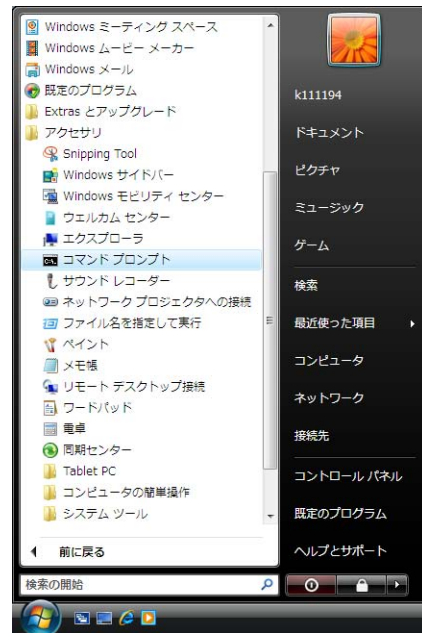 Windows ミーティング スペース
Windows ムービー メーカー
Windows メール
既定のプログラム
Extras とアップグレード
アクセサリ
Snipping Tool
Windows サイドバー
Windows モビリティ センター
ウェルカム センター
エクスプローラ
コマンド プロンプト
サウンド レコーダー
ネットワーク プロジェクタへの接続
ファイル名を指定して実行
ペイント
メモ帳
リモート デスクトップ接続
ワードパッド
電卓
同期センター
Tablet PC
コンピュータの簡単操作
システム ツール
前に戻る
検索の開始
k111194
ドキュメント
ピクチャ
ミュージック
ゲーム
検索
最近使った項目
コンピュータ
ネットワーク
接続先
コントロール パネル
既定のプログラム
ヘルプとサポート